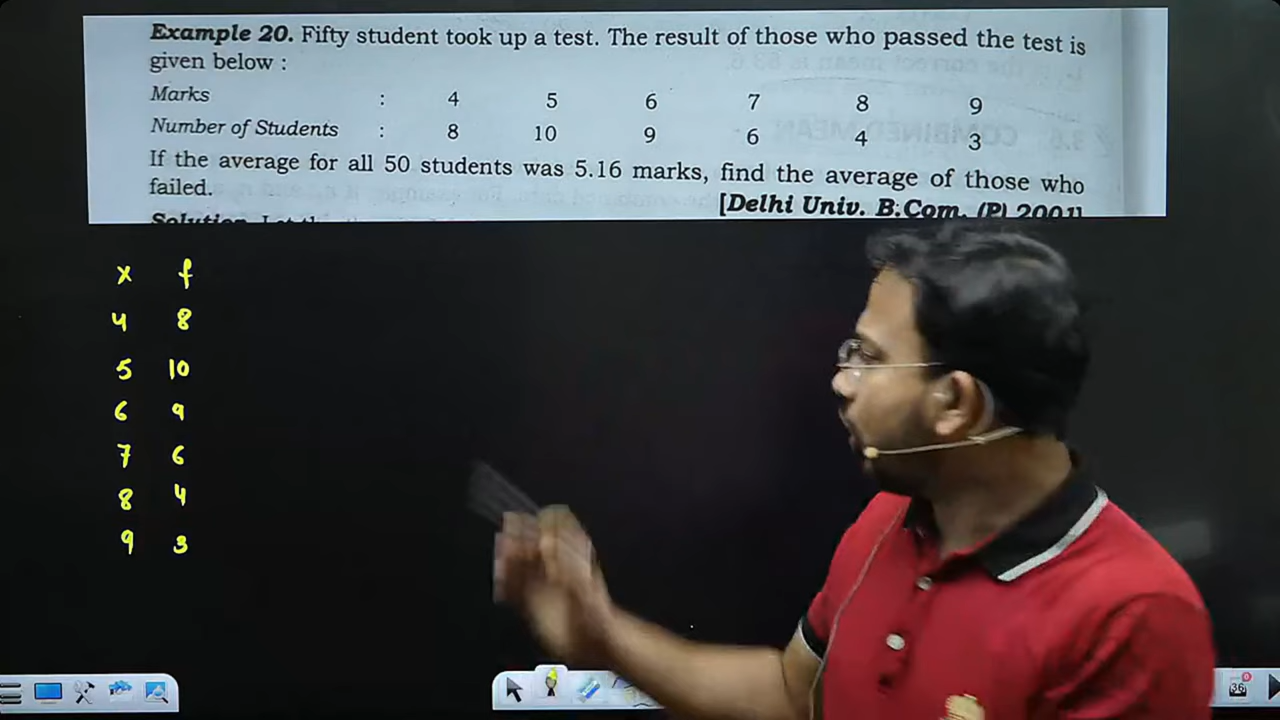 Example 20. Fifty student took up a test. The result of those who passed the test is
given below :
Marks : 4 5 6 7 8 9
Number of Students : 8 10 9 6 4 3
If the average for all 50 students was 5.16 marks, find the average of those who
failed.
[Delhi Univ. B.Com. (P) 2001]
Solution. Let
x f
4 8
5 10
6 9
7 6
8 4
9 3
36